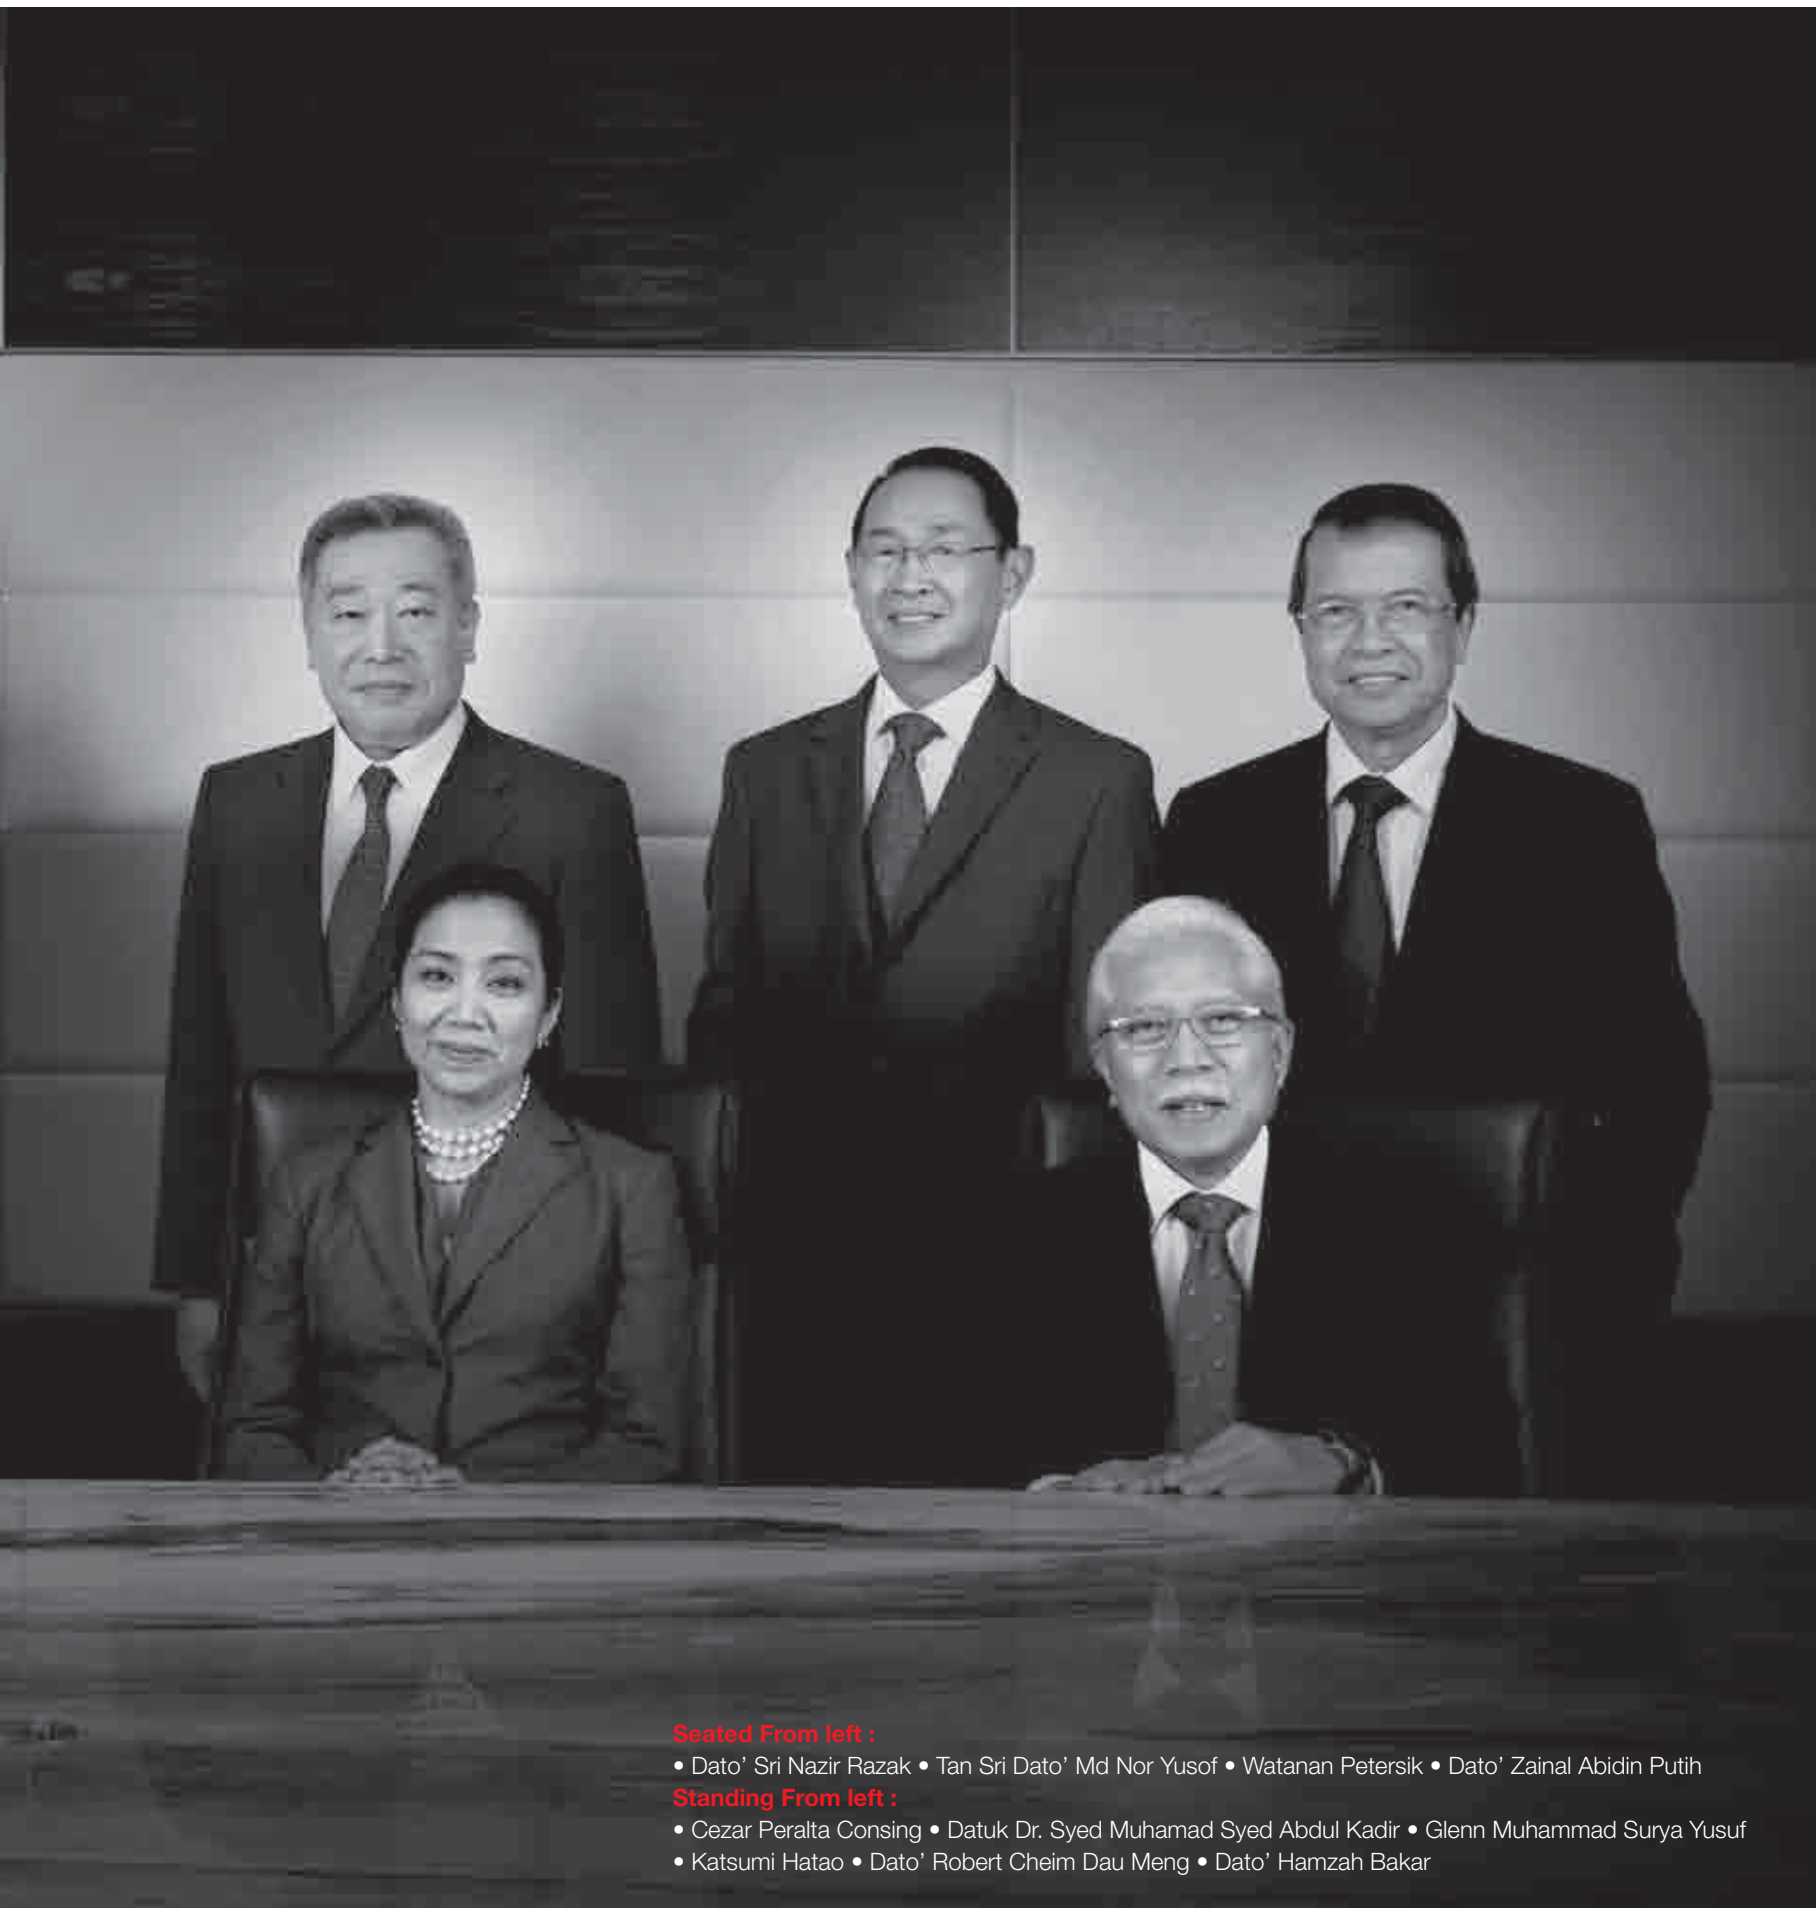 Seated From left :
• Dato’ Sri Nazir Razak • Tan Sri Dato’ Md Nor Yusof • Watanan Petersik • Dato’ Zainal Abidin Putih
Standing From left :
• Cezar Peralta Consing • Datuk Dr. Syed Muhamad Syed Abdul Kadir • Glenn Muhammad Surya Yusuf
• Katsumi Hatao • Dato’ Robert Cheim Dau Meng • Dato’ Hamzah Bakar